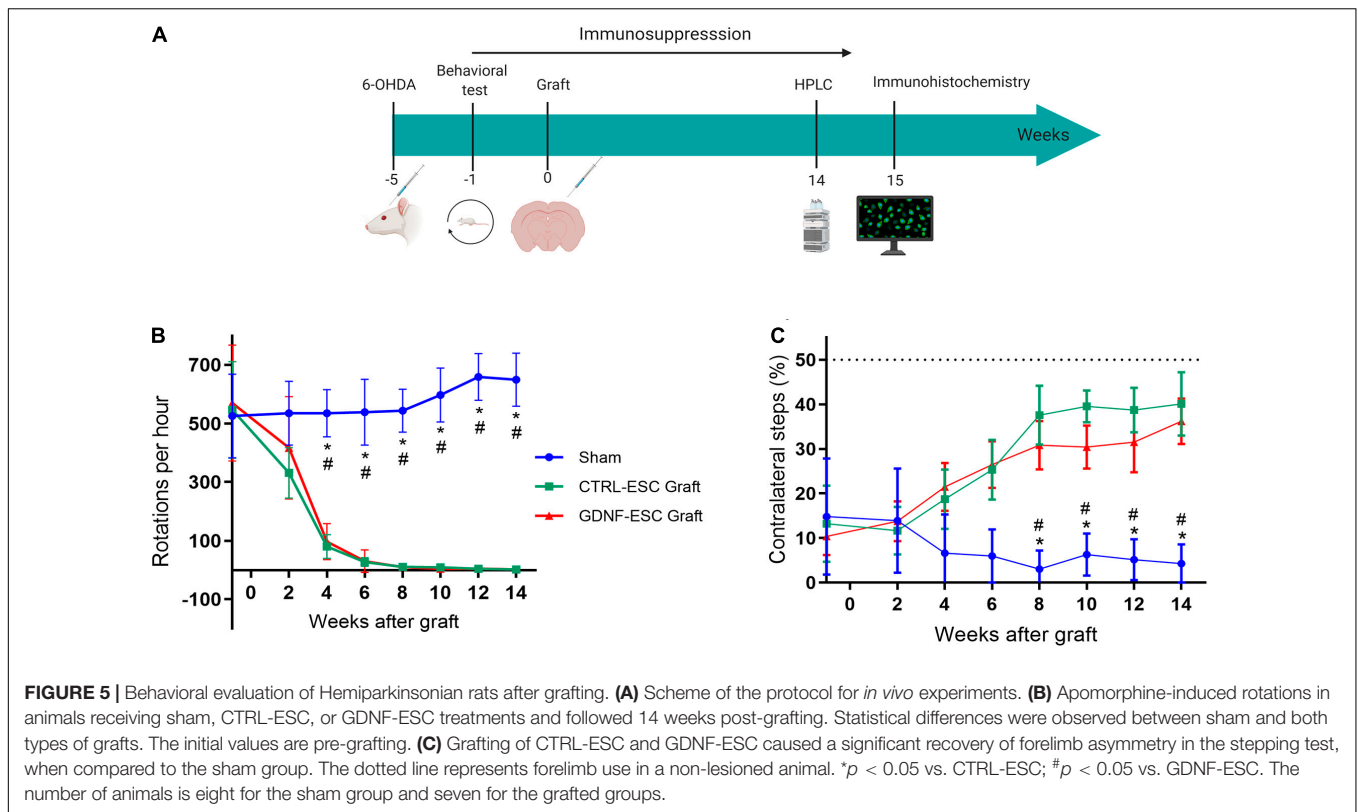 A
Immunosuppresssion
6-OHDA
Behavioral
test
Graft
HPLC
Immunohistochemistry
Weeks
-5
-1
0
14
15
B
Rotations per hour
700
500
300
100
-100
0 2 4 6 8 10 12 14
Weeks after graft
* * * * * *
# # # # # #
Sham
CTRL-ESC Graft
GDNF-ESC Graft
C
Contralateral steps (%)
50
40
30
20
10
0
0 2 4 6 8 10 12 14
Weeks after graft
# # # #
* * * *
FIGURE 5 | Behavioral evaluation of Hemiparkinsonian rats after grafting. (A) Scheme of the protocol for in vivo experiments. (B) Apomorphine-induced rotations in
animals receiving sham, CTRL-ESC, or GDNF-ESC treatments and followed 14 weeks post-grafting. Statistical differences were observed between sham and both
types of grafts. The initial values are pre-grafting. (C) Grafting of CTRL-ESC and GDNF-ESC caused a significant recovery of forelimb asymmetry in the stepping test,
when compared to the sham group. The dotted line represents forelimb use in a non-lesioned animal. *p < 0.05 vs. CTRL-ESC; #p < 0.05 vs. GDNF-ESC. The
number of animals is eight for the sham group and seven for the grafted groups.